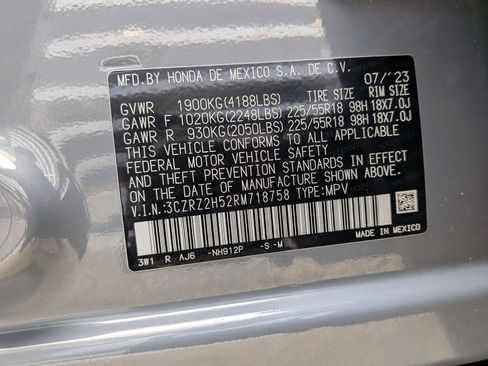 MFD.BY HONDA DE MEXICO S.A. DE C.V. 07/'23
GVWR 1900KG(4188LBS) TIRE SIZE RIM SIZE
GAWR F 1020KG(2248LBS) 225/55R18 98H 18X7.0J
GAWR R 930KG(2050LBS) 225/55R18 98H 18X7.0J
THIS VEHICLE CONFORMS TO ALL APPLICABLE
FEDERAL MOTOR VEHICLE SAFETY
AND THEFT PREVENTION STANDARDS IN EFFECT
ON THE DATE OF MANUFACTURE SHOWN ABOVE.
V.I.N.:3CZRZ2H52RM718758 TYPE:MPV
3W1 R AJ6 -NH912P -S -M
MADE IN MEXICO